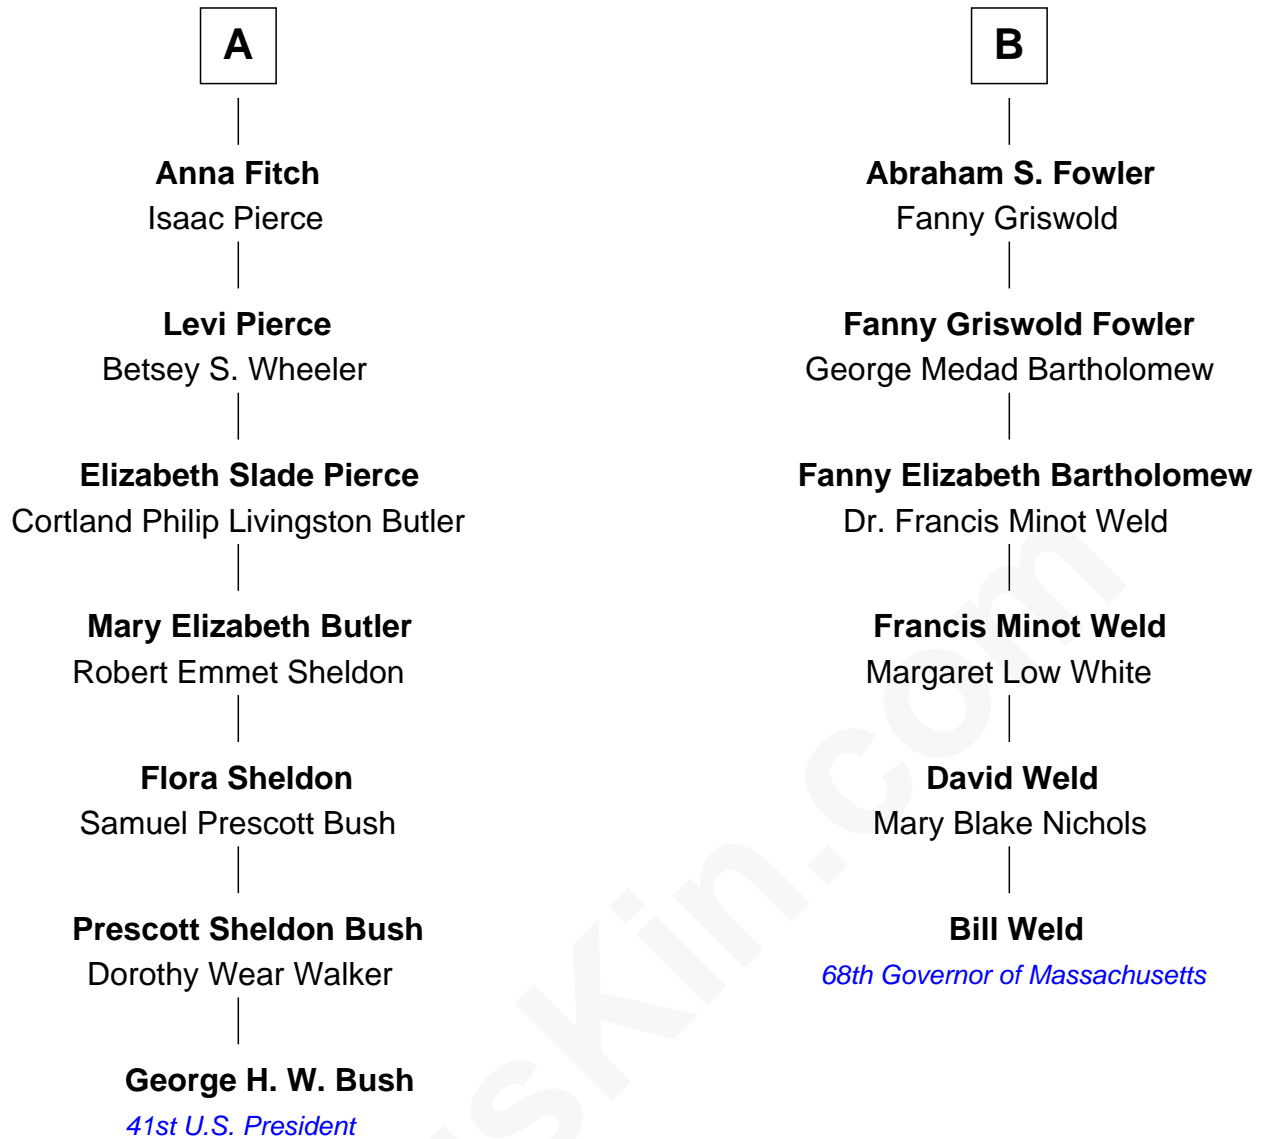 A
Anna Fitch
Isaac Pierce
Levi Pierce
Betsey S. Wheeler
Elizabeth Slade Pierce
Cortland Philip Livingston Butler
Mary Elizabeth Butler
Robert Emmet Sheldon
Flora Sheldon
Samuel Prescott Bush
Prescott Sheldon Bush
Dorothy Wear Walker
George H. W. Bush
41st U.S. President
B
Abraham S. Fowler
Fanny Griswold
Fanny Griswold Fowler
George Medad Bartholomew
Fanny Elizabeth Bartholomew
Dr. Francis Minot Weld
Francis Minot Weld
Margaret Low White
David Weld
Mary Blake Nichols
Bill Weld
68th Governor of Massachusetts
sKin.com